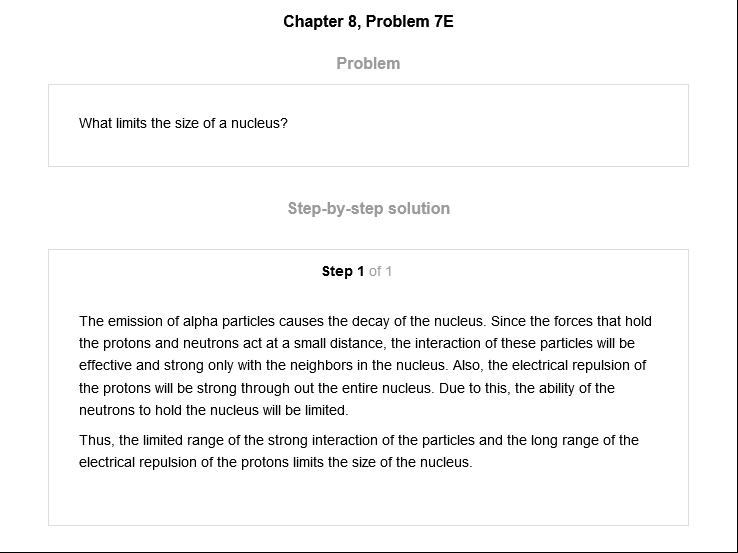 Chapter 8, Problem 7E
Problem
What limits the size of a nucleus?
Step-by-step solution
Step 1 of 1
The emission of alpha particles causes the decay of the nucleus. Since the forces that hold
the protons and neutrons act at a small distance, the interaction of these particles will be
effective and strong only with the neighbors in the nucleus. Also, the electrical repulsion of
the protons will be strong through out the entire nucleus. Due to this, the ability of the
neutrons to hold the nucleus will be limited.
Thus, the limited range of the strong interaction of the particles and the long range of the
electrical repulsion of the protons limits the size of the nucleus.